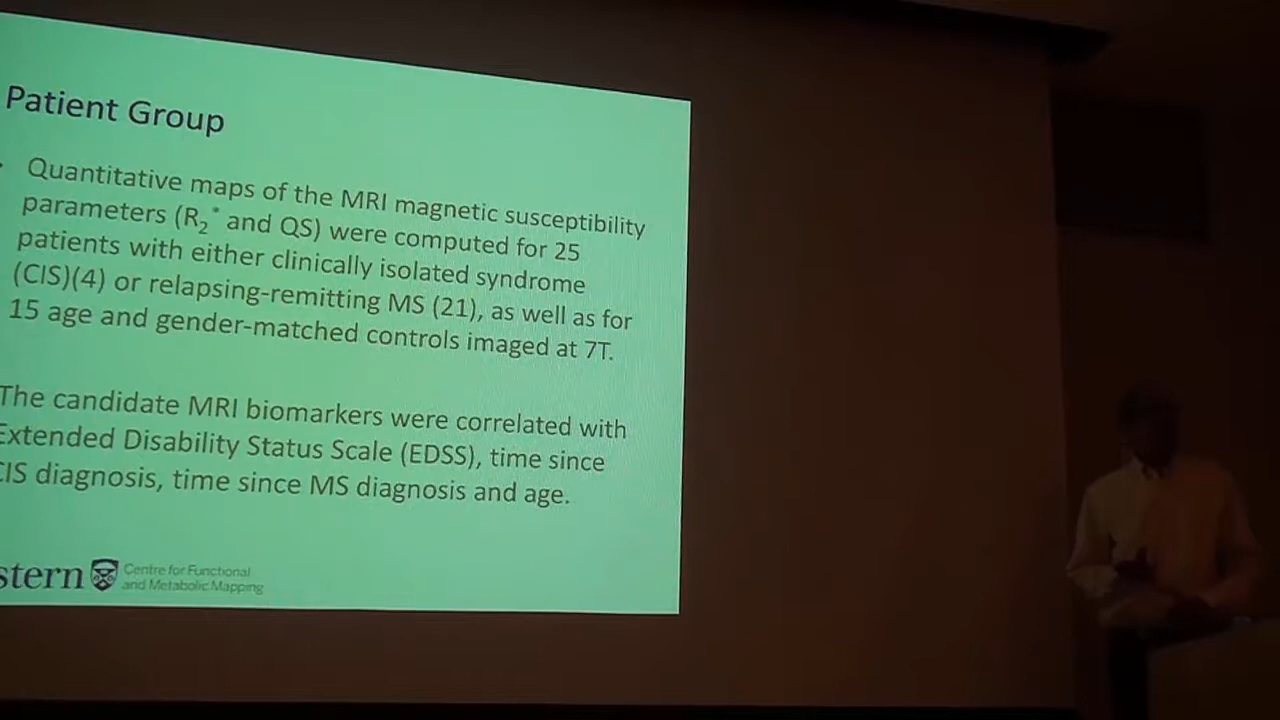 Patient Group
Quantitative maps of the MRI magnetic susceptibility
parameters (R₂* and QS) were computed for 25
patients with either clinically isolated syndrome
(CIS)(4) or relapsing-remitting MS (21), as well as for
15 age and gender-matched controls imaged at 7T.
The candidate MRI biomarkers were correlated with
Extended Disability Status Scale (EDSS), time since
CIS diagnosis, time since MS diagnosis and age.
stern
Centre for Functional
and Metabolic Mapping